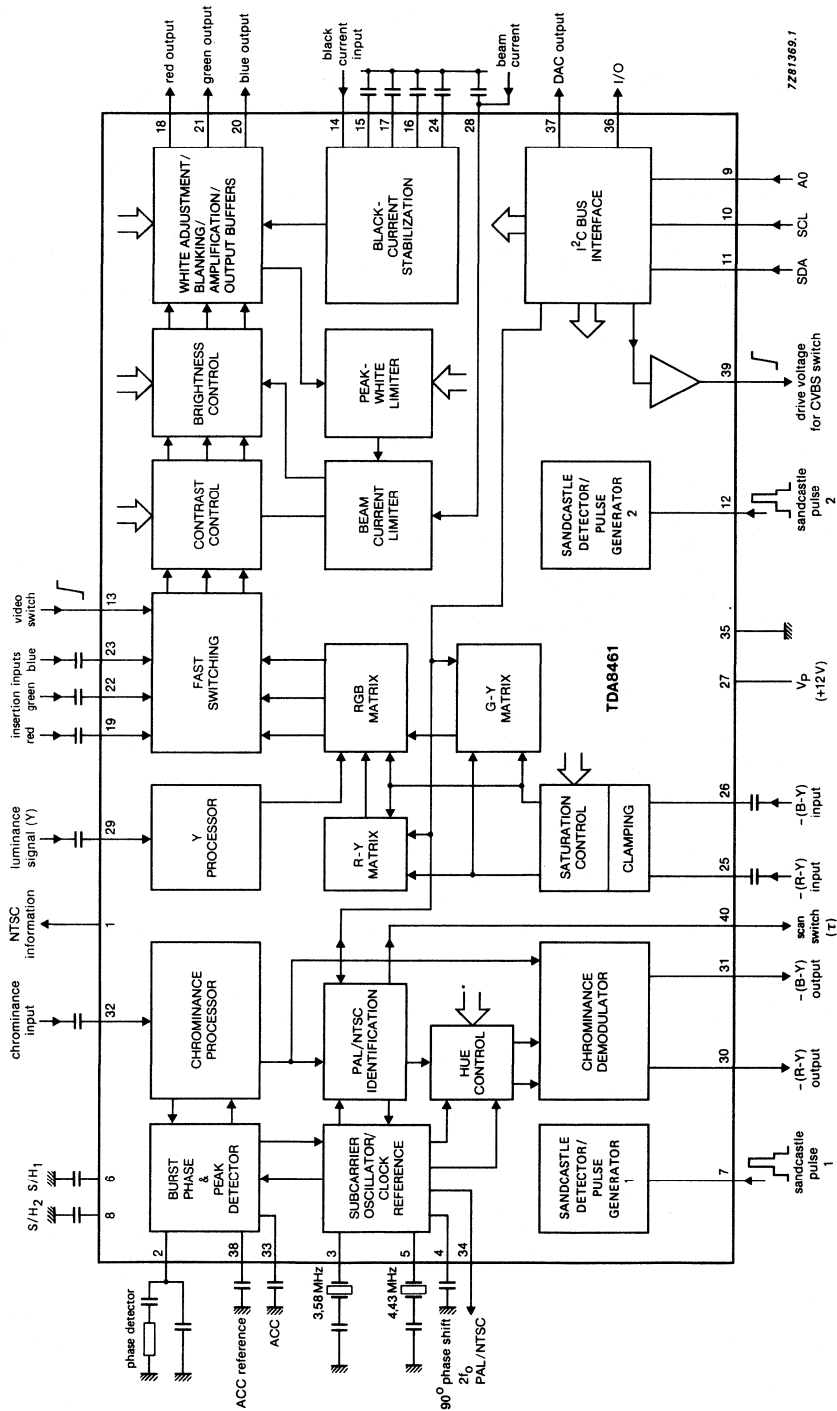 red output
green output
blue output
black
current
input
beam
current
DAC output
I/O
18
21
20
14
15
17
16
24
28
37
36
WHITE ADJUSTMENT/
BLANKING/
AMPLIFICATION/
OUTPUT BUFFERS
BLACK-
CURRENT
STABILIZATION
I²C BUS
INTERFACE
9
10
11
A0
SCL
SDA
BRIGHTNESS
CONTROL
PEAK-
WHITE
LIMITER
39
drive voltage
for CVBS switch
CONTRAST
CONTROL
BEAM
CURRENT
LIMITER
SANDCASTLE
DETECTOR/
PULSE
GENERATOR
2
12
sandcastle
pulse
2
video
switch
13
insertion inputs
blue
green
red
23
22
19
FAST
SWITCHING
RGB
MATRIX
G-Y
MATRIX
TDA8461
35
27
Vp
(+12V)
luminance
signal (Y)
29
Y
PROCESSOR
R-Y
MATRIX
SATURATION
CONTROL
CLAMPING
26
25
−(B-Y)
input
−(R-Y)
input
NTSC
information
1
40
scan
switch
(τ)
chrominance
input
32
CHROMINANCE
PROCESSOR
PAL/NTSC
IDENTIFICATION
HUE
CONTROL
CHROMINANCE
DEMODULATOR
31
30
−(B-Y)
output
−(R-Y)
output
S/H1
S/H2
6
8
BURST
PHASE
&
PEAK
DETECTOR
SUBCARRIER
OSCILLATOR/
CLOCK
REFERENCE
SANDCASTLE
DETECTOR/
PULSE
GENERATOR
1
7
sandcastle
pulse
1
2
38
33
3
5
4
34
phase detector
ACC reference
ACC
3,58 MHz
4,43 MHz
90° phase shift
2fo
PAL/NTSC
7Z81369.1